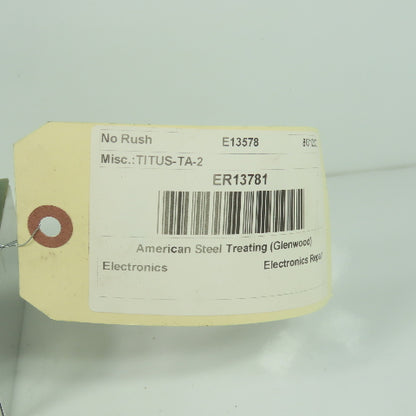 No Rush E13578
Misc.:TITUS-TA-2
ER13781
American Steel Treating (Glenwood)
Electronics Electronics Repair